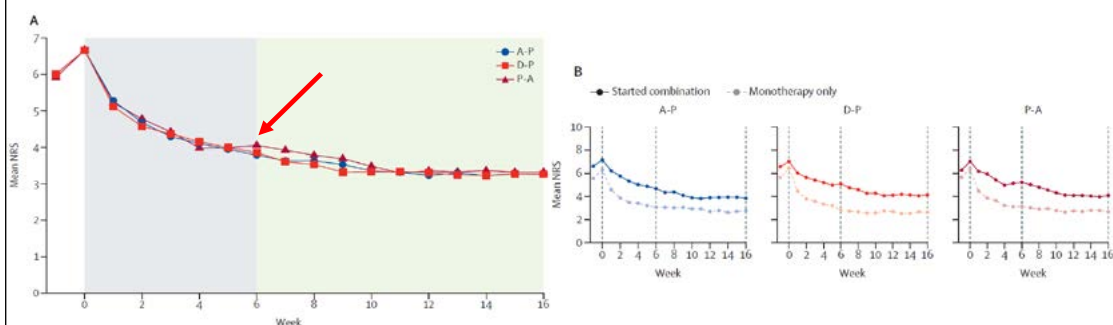 A
7
6
5
4
3
2
1
0
Mean NRS
0 2 4 6 8 10 12 14 16
Week
A-P
D-P
P-A
B
Started combination Monotherapy only
A-P D-P P-A
10
8
6
4
2
0
Mean NRS
0 2 4 6 8 10 12 14 16 0 2 4 6 8 10 12 14 16 0 2 4 6 8 10 12 14 16
Week Week Week